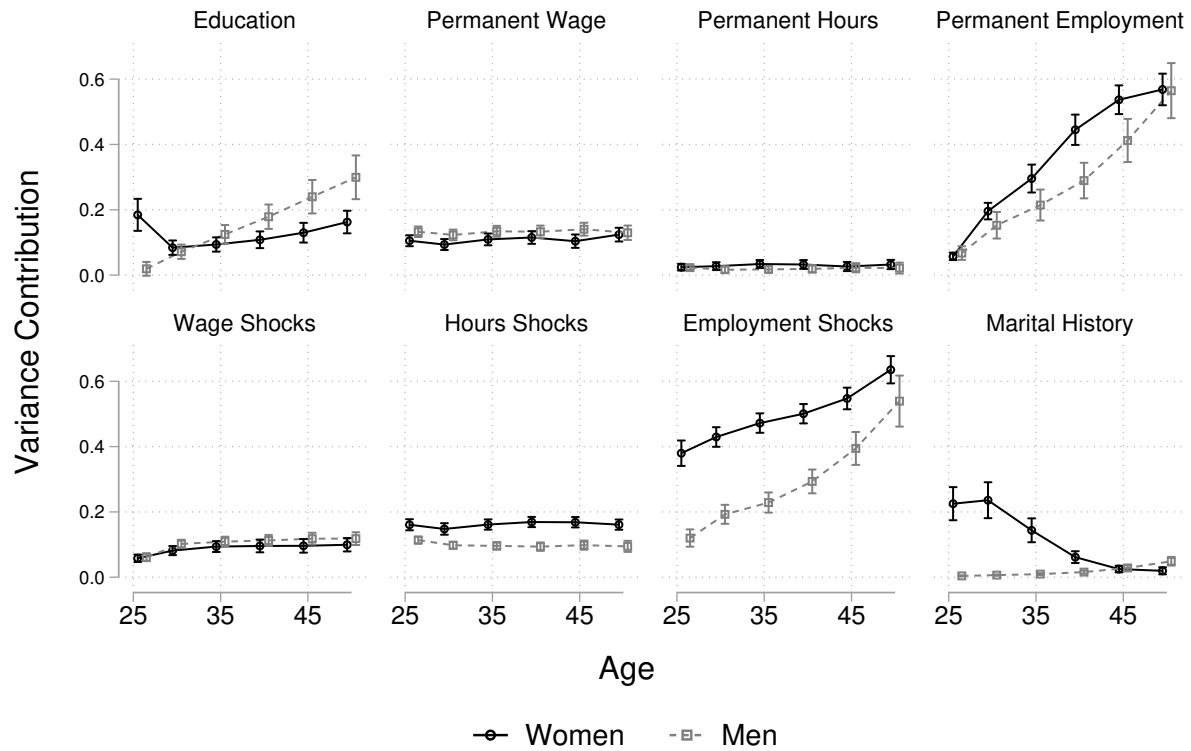 Education Permanent Wage Permanent Hours Permanent Employment
0.6
0.4
0.2
0.0
Wage Shocks Hours Shocks Employment Shocks Marital History
0.6
0.4
0.2
0.0
Variance Contribution
25 35 45 25 35 45 25 35 45 25 35 45
Age
Women Men